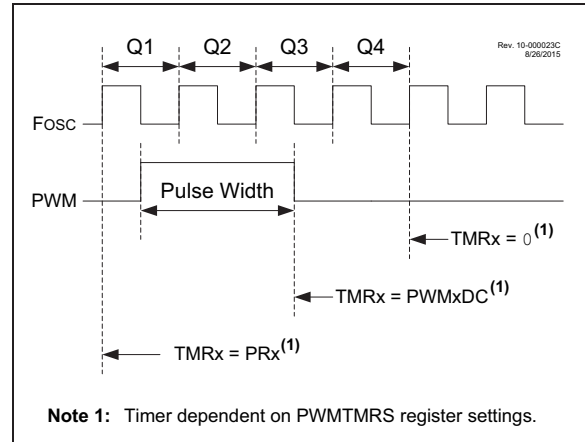 Q1 Q2 Q3 Q4
Rev. 10-000023C
8/26/2015
FOSC
Pulse Width
PWM
TMRx = 0(1)
TMRx = PWMxDC(1)
TMRx = PRx(1)
Note 1: Timer dependent on PWMTMRS register settings.